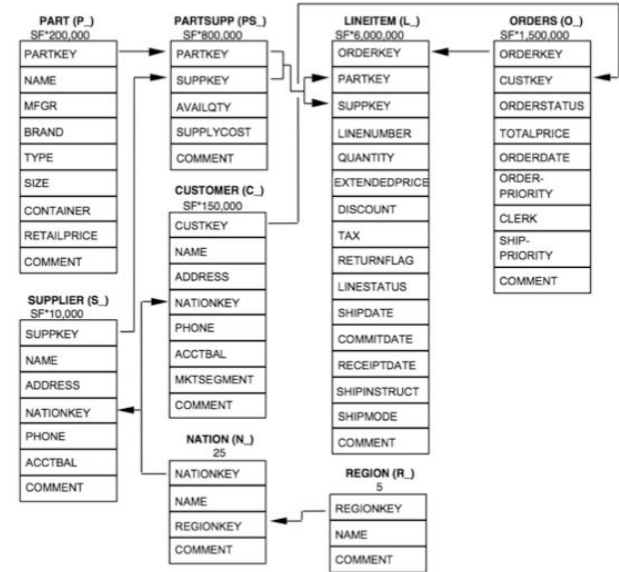 PART (P_)
SF*200,000
PARTKEY
NAME
MFGR
BRAND
TYPE
SIZE
CONTAINER
RETAILPRICE
COMMENT
SUPPLIER (S_)
SF*10,000
SUPPKEY
NAME
ADDRESS
NATIONKEY
PHONE
ACCTBAL
COMMENT
PARTSUPP (PS_)
SF*800,000
PARTKEY
SUPPKEY
AVAILQTY
SUPPLYCOST
COMMENT
CUSTOMER (C_)
SF*150,000
CUSTKEY
NAME
ADDRESS
NATIONKEY
PHONE
ACCTBAL
MKTSEGMENT
COMMENT
NATION (N_)
25
NATIONKEY
NAME
REGIONKEY
COMMENT
LINEITEM (L_)
SF*6,000,000
ORDERKEY
PARTKEY
SUPPKEY
LINENUMBER
QUANTITY
EXTENDEDPRICE
DISCOUNT
TAX
RETURNFLAG
LINESTATUS
SHIPDATE
COMMITDATE
RECEIPTDATE
SHIPINSTRUCT
SHIPMODE
COMMENT
REGION (R_)
5
REGIONKEY
NAME
COMMENT
ORDERS (O_)
SF*1,500,000
ORDERKEY
CUSTKEY
ORDERSTATUS
TOTALPRICE
ORDERDATE
ORDER-
PRIORITY
CLERK
SHIP-
PRIORITY
COMMENT